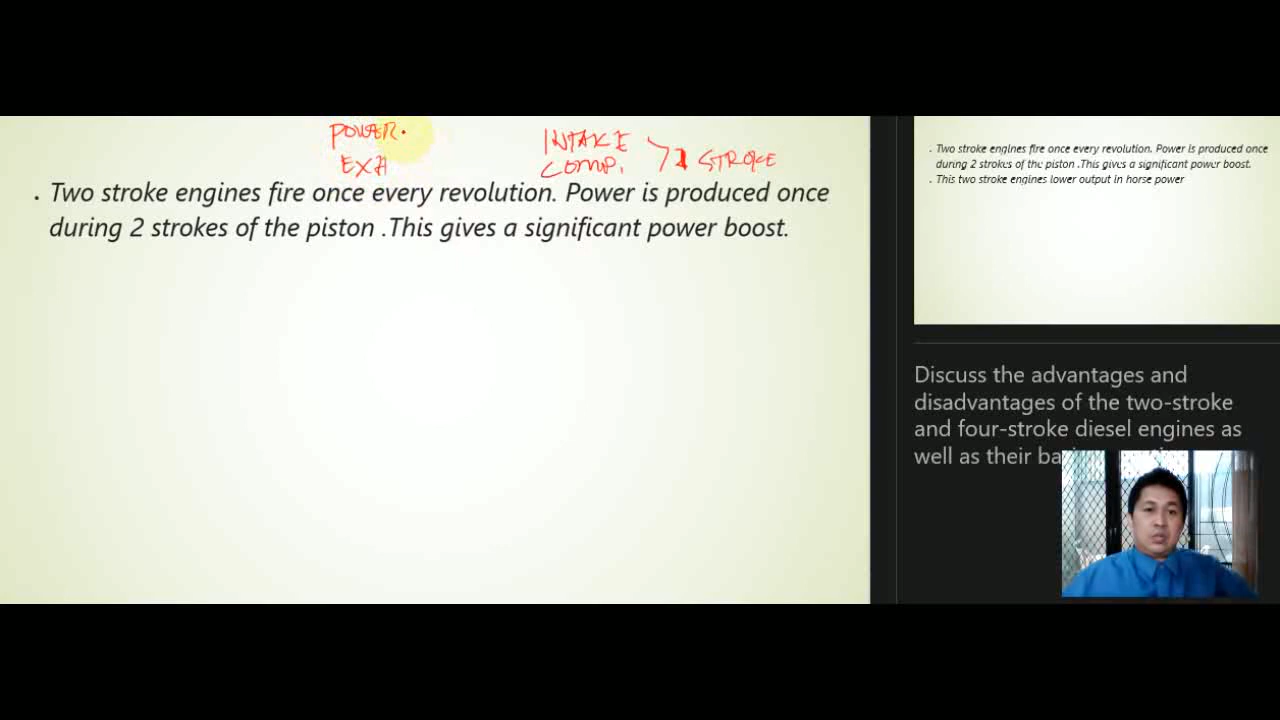 POWER.
EXH
INTAKE
COMP.
1 STROKE
. Two stroke engines fire once every revolution. Power is produced once
during 2 strokes of the piston .This gives a significant power boost.
. Two stroke engines fire once every revolution. Power is produced once
during 2 strokes of the piston .This gives a significant power boost.
. This two stroke engines lower output in horse power
Discuss the advantages and
disadvantages of the two-stroke
and four-stroke diesel engines as
well as their